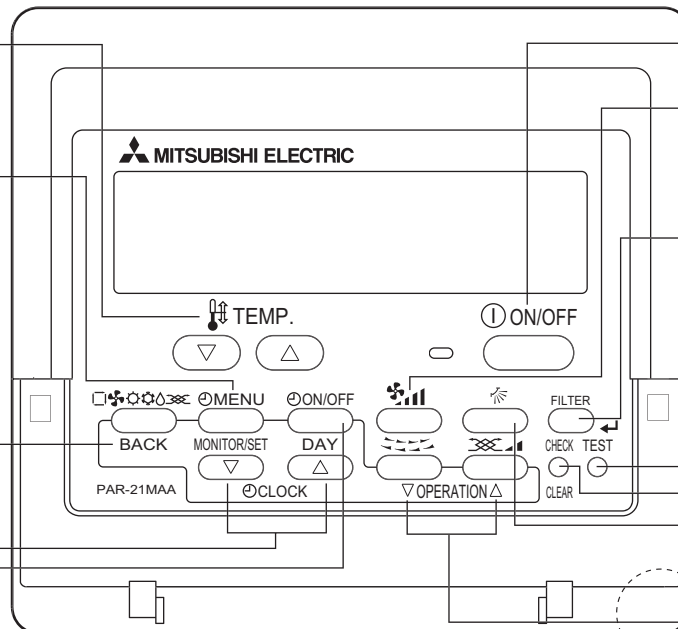 MITSUBISHI ELECTRIC
TEMP.
ON/OFF
MENU
ON/OFF
FILTER
BACK
MONITOR/SET
DAY
CHECK
TEST
PAR-21MAA
CLOCK
OPERATION
CLEAR